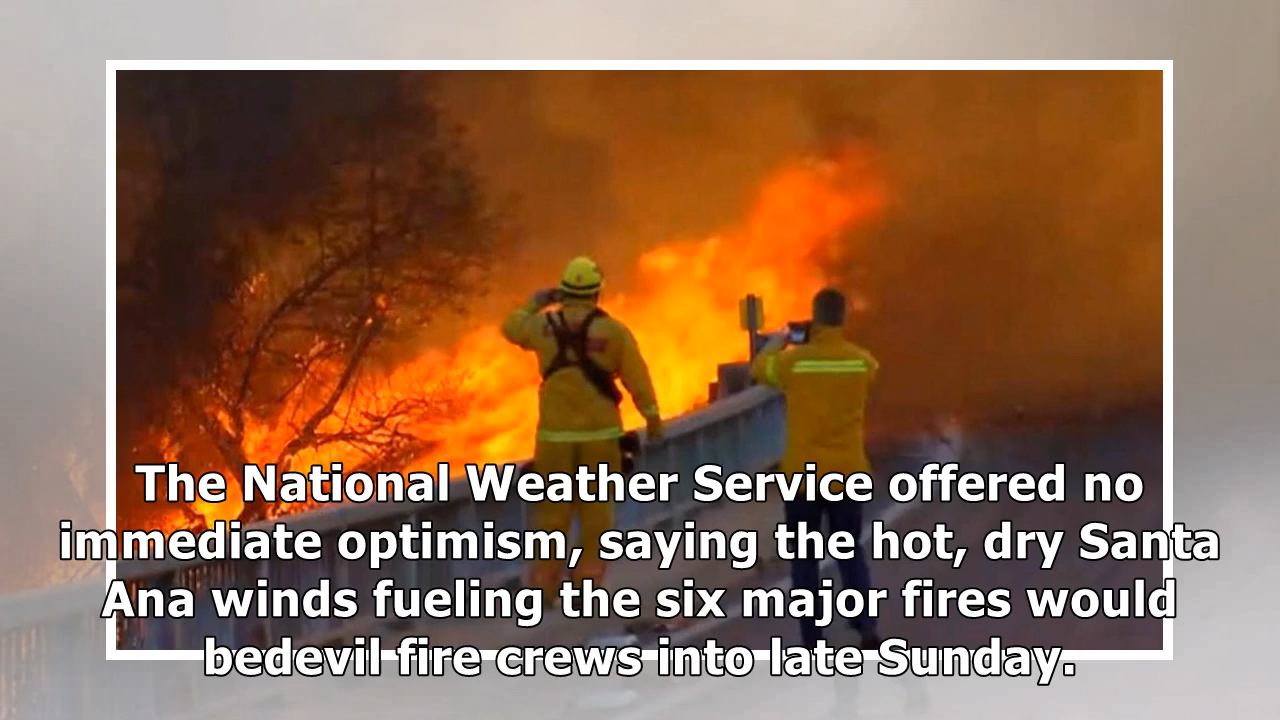 The National Weather Service offered no
immediate optimism, saying the hot, dry Santa
Ana winds fueling the six major fires would
bedevil fire crews into late Sunday.